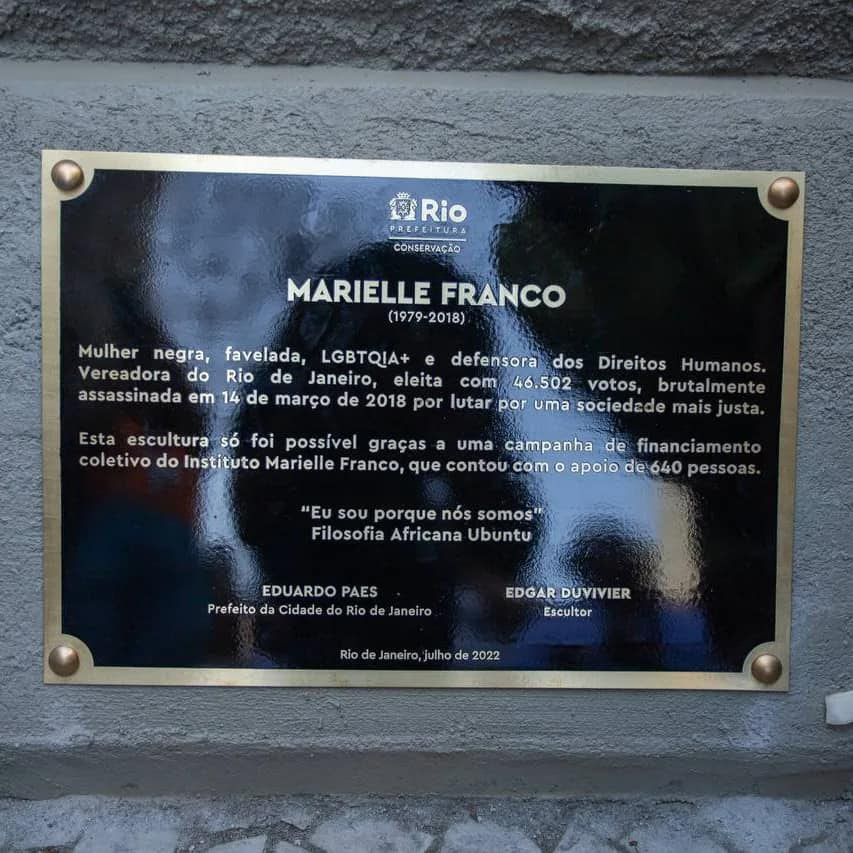 Rio
PREFEITURA
CONSERVAÇÃO
MARIELLE FRANCO
(1979-2018)
Mulher negra, favelada, LGBTQIA+ e defensora dos Direitos Humanos.
Vereadora do Rio de Janeiro, eleita com 46.502 votos, brutalmente
assassinada em 14 de março de 2018 por lutar por uma sociedade mais justa.
Esta escultura só foi possível graças a uma campanha de financiamento
coletivo do Instituto Marielle Franco, que contou com o apoio de 640 pessoas.
“Eu sou porque nós somos”
Filosofia Africana Ubuntu
EDUARDO PAES EDGAR DUVIVIER
Prefeito da Cidade do Rio de Janeiro Escultor
Rio de Janeiro, julho de 2022